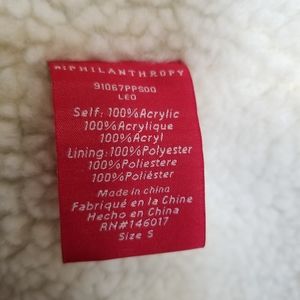 PHILANTHROPY
91067PPS00
LEO
Self: 100%Acrylic
100%Acrylique
100%Acryl
Lining: 100%Polyester
100%Poliestere
100%Poliéster
Made in china
Fabriqué en la Chine
Hecho en China
RN#146017
Size S